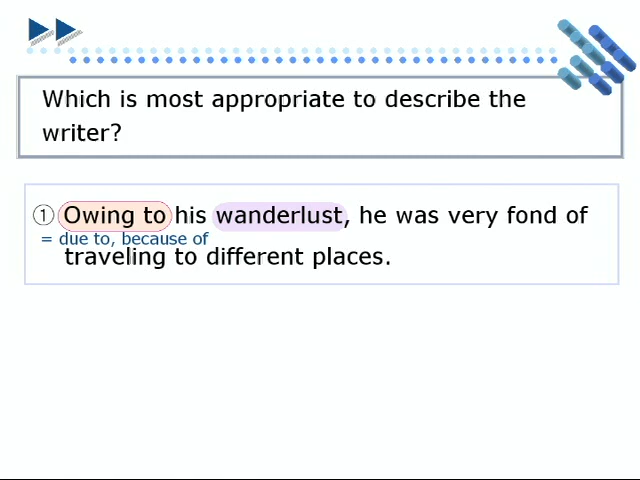 Which is most appropriate to describe the
writer?
① Owing to his wanderlust, he was very fond of
= due to, because of
traveling to different places.